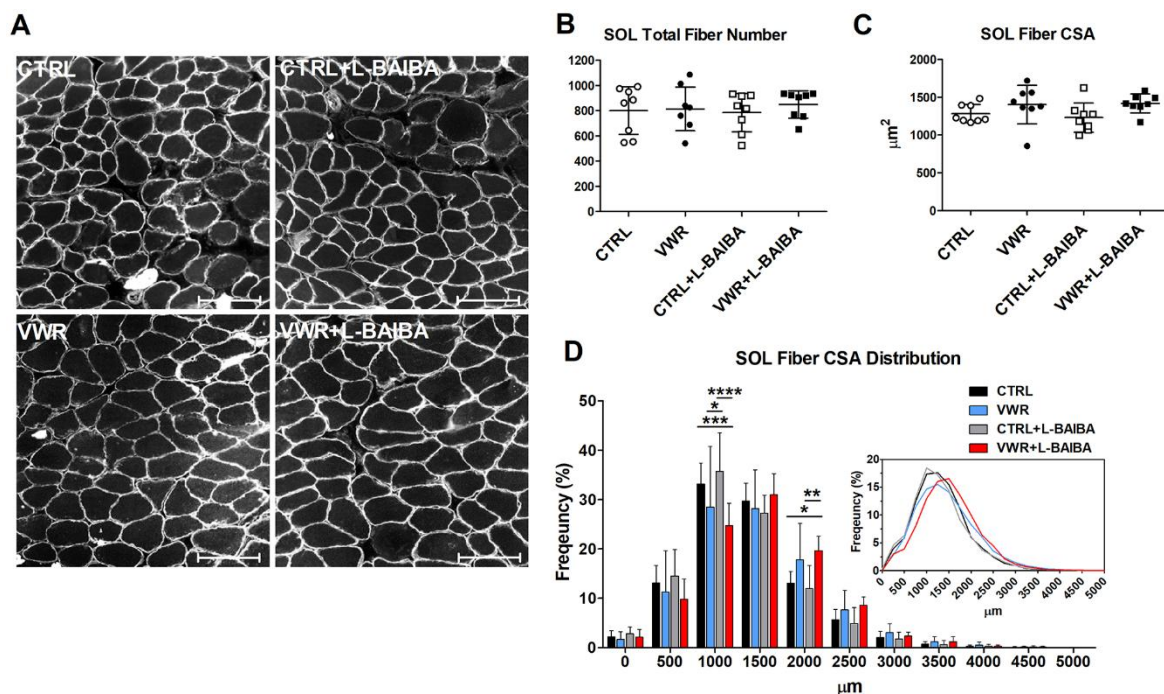 A
CTRL
CTRL+L-BAIBA
VWR
VWR+L-BAIBA
B
SOL Total Fiber Number
1200
1000
800
600
400
200
0
CTRL
VWR
CTRL+L-BAIBA
VWR+L-BAIBA
C
SOL Fiber CSA
μm²
2000
1500
1000
500
0
CTRL
VWR
CTRL+L-BAIBA
VWR+L-BAIBA
D
SOL Fiber CSA Distribution
Freqeuncy (%)
50
40
30
20
10
0
****
*
***
**
*
0 500 1000 1500 2000 2500 3000 3500 4000 4500 5000
μm
CTRL
VWR
CTRL+L-BAIBA
VWR+L-BAIBA
Frequency (%)
20
15
10
5
0
0 500 1000 1500 2000 2500 3000 3500 4000 4500 5000
μm